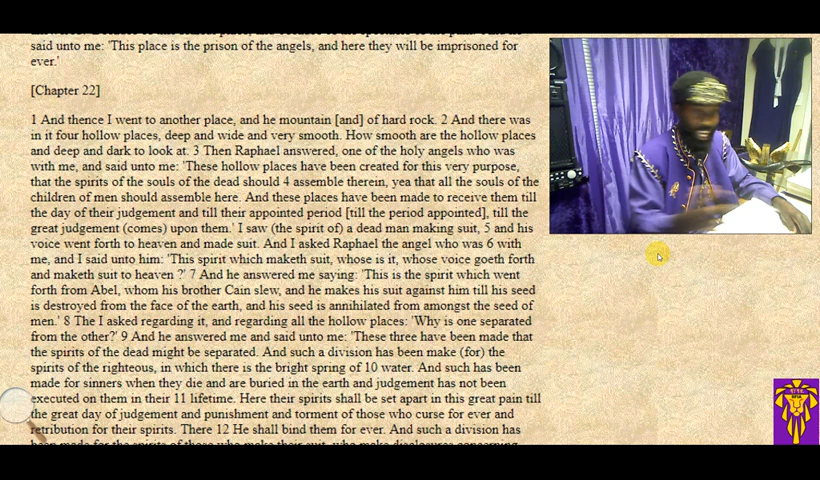 said unto me: 'This place is the prison of the angels, and here they will be imprisoned for
ever.'
[Chapter 22]
1 And thence I went to another place, and he mountain [and] of hard rock. 2 And there was
in it four hollow places, deep and wide and very smooth. How smooth are the hollow places
and deep and dark to look at. 3 Then Raphael answered, one of the holy angels who was
with me, and said unto me: 'These hollow places have been created for this very purpose,
that the spirits of the souls of the dead should 4 assemble therein, yea that all the souls of the
children of men should assemble here. And these places have been made to receive them till
the day of their judgement and till their appointed period [till the period appointed], till the
great judgement (comes) upon them.' I saw (the spirit of) a dead man making suit, 5 and his
voice went forth to heaven and made suit. And I asked Raphael the angel who was 6 with
me, and I said unto him: 'This spirit which maketh suit, whose is it, whose voice goeth forth
and maketh suit to heaven ?' 7 And he answered me saying: 'This is the spirit which went
forth from Abel, whom his brother Cain slew, and he makes his suit against him till his seed
is destroyed from the face of the earth, and his seed is annihilated from amongst the seed of
men.' 8 The I asked regarding it, and regarding all the hollow places: 'Why is one separated
from the other?' 9 And he answered me and said unto me: 'These three have been made that
the spirits of the dead might be separated. And such a division has been make (for) the
spirits of the righteous, in which there is the bright spring of 10 water. And such has been
made for sinners when they die and are buried in the earth and judgement has not been
executed on them in their 11 lifetime. Here their spirits shall be set apart in this great pain till
the great day of judgement and punishment and torment of those who curse for ever and
retribution for their spirits. There 12 He shall bind them for ever. And such a division has
been made for the spirits of those who make their suit, who make disclosures concerning